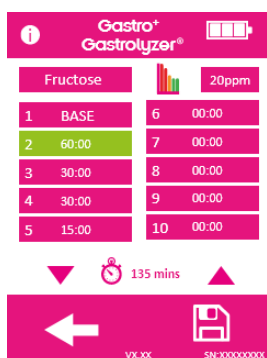 i
Gastro+
Gastrolyzer®
Fructose
20ppm
1 BASE
2 60:00
3 30:00
4 30:00
5 15:00
6 00:00
7 00:00
8 00:00
9 00:00
10 00:00
135 mins
VX.XX
SN:XXXXXXXX